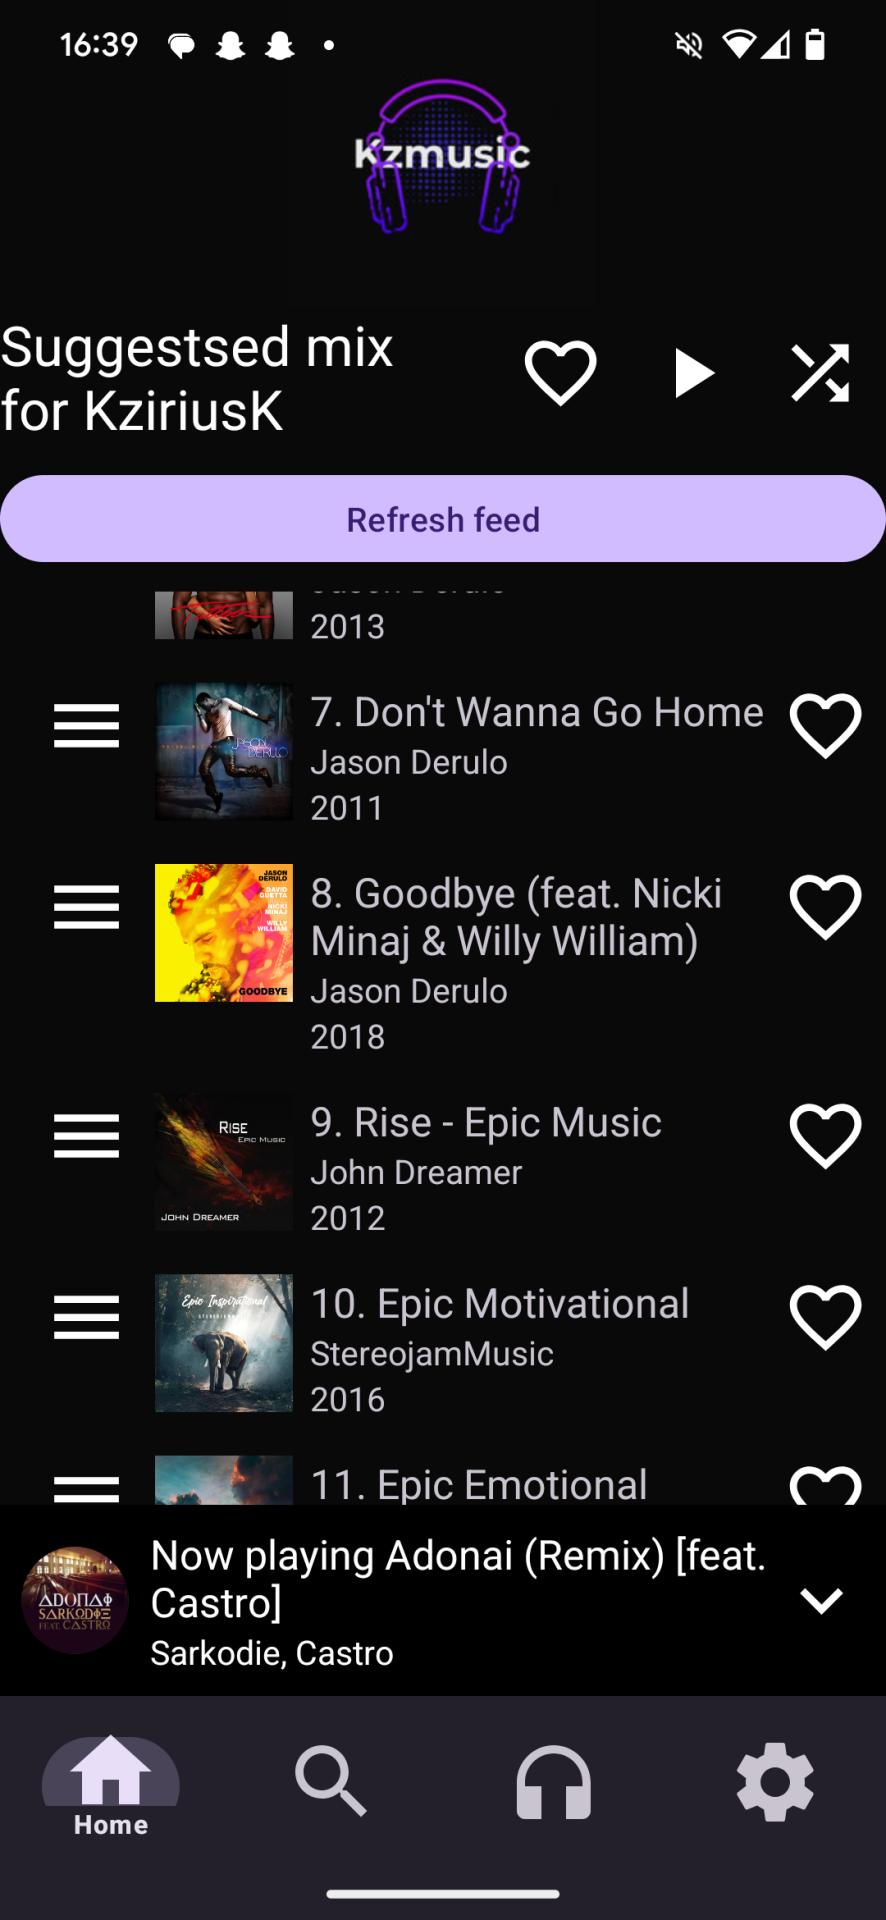 16:39
Kzmusic
Suggestsed mix
for KziriusK
Refresh feed
2013
7. Don't Wanna Go Home
Jason Derulo
2011
JASON
DERULO
8. Goodbye (feat. Nicki
Minaj & Willy William)
Jason Derulo
2018
JASON
DERULO
DAVID
GUETTA
NICKI
MINAJ
WILLY
WILLIAM
GOODBYE
9. Rise - Epic Music
John Dreamer
2012
RISE
EPIC MUSIC
JOHN DREAMER
10. Epic Motivational
StereojamMusic
2016
Epic Inspirational
11. Epic Emotional
Now playing Adonai (Remix) [feat.
Castro]
Sarkodie, Castro
ADONAI
SARKODIE
FEAT. CASTRO
Home